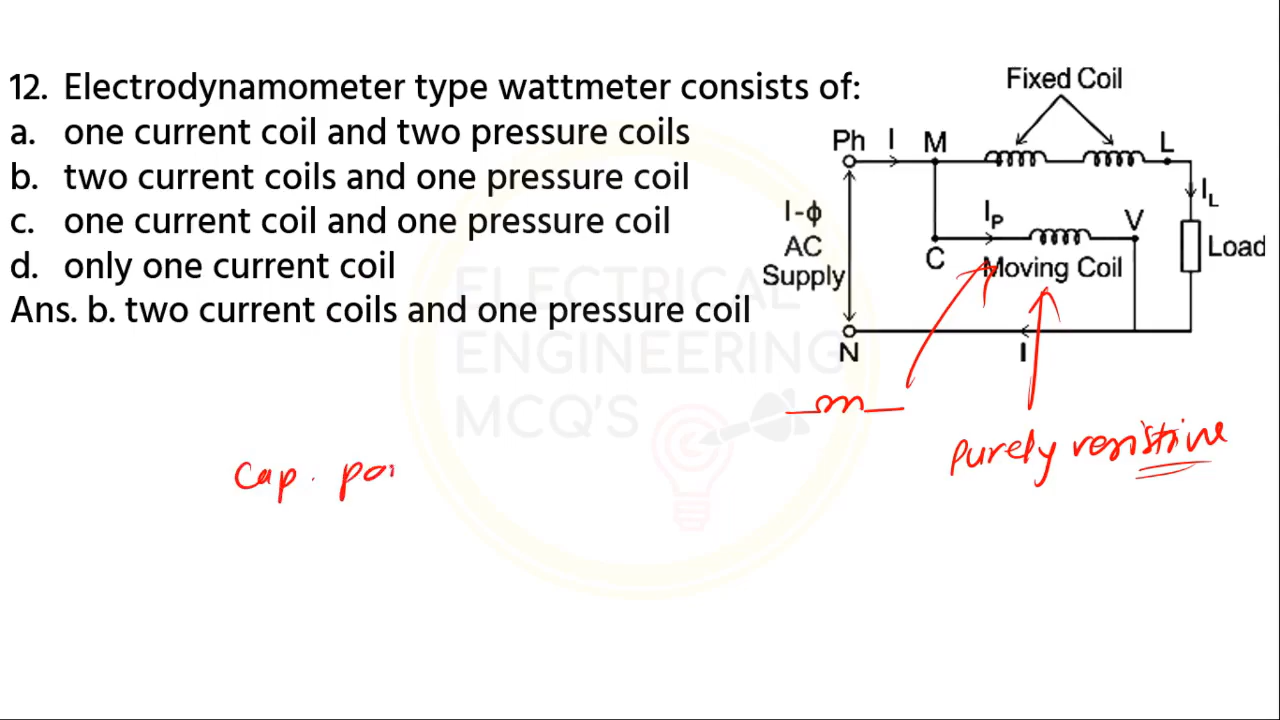 12. Electrodynamometer type wattmeter consists of:
a. one current coil and two pressure coils
b. two current coils and one pressure coil
c. one current coil and one pressure coil
d. only one current coil
Ans. b. two current coils and one pressure coil
Fixed Coil
Ph I M L
I-ϕ
AC
Supply
I_P
C
V
Moving Coil
I_L
Load
N
I
Purely resistive
Cap.
ELECTRICAL
ENGINEERING
MCQ'S